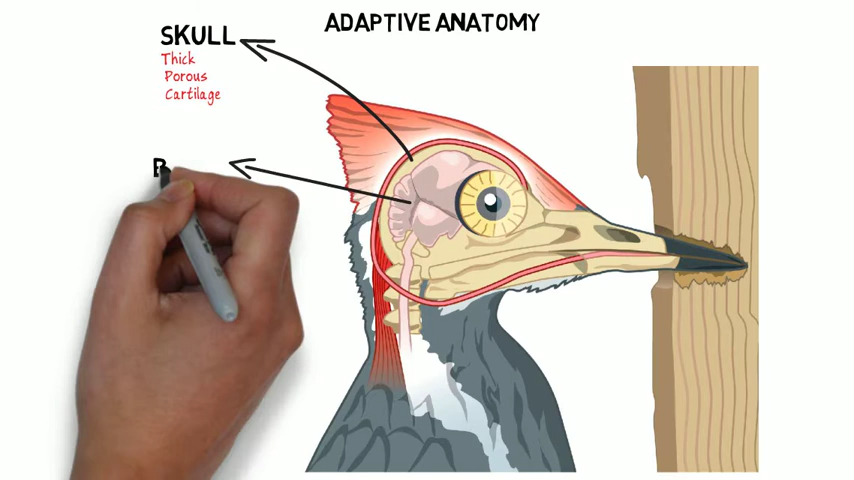 ADAPTIVE ANATOMY
SKULL
Thick
Porous
Cartilage